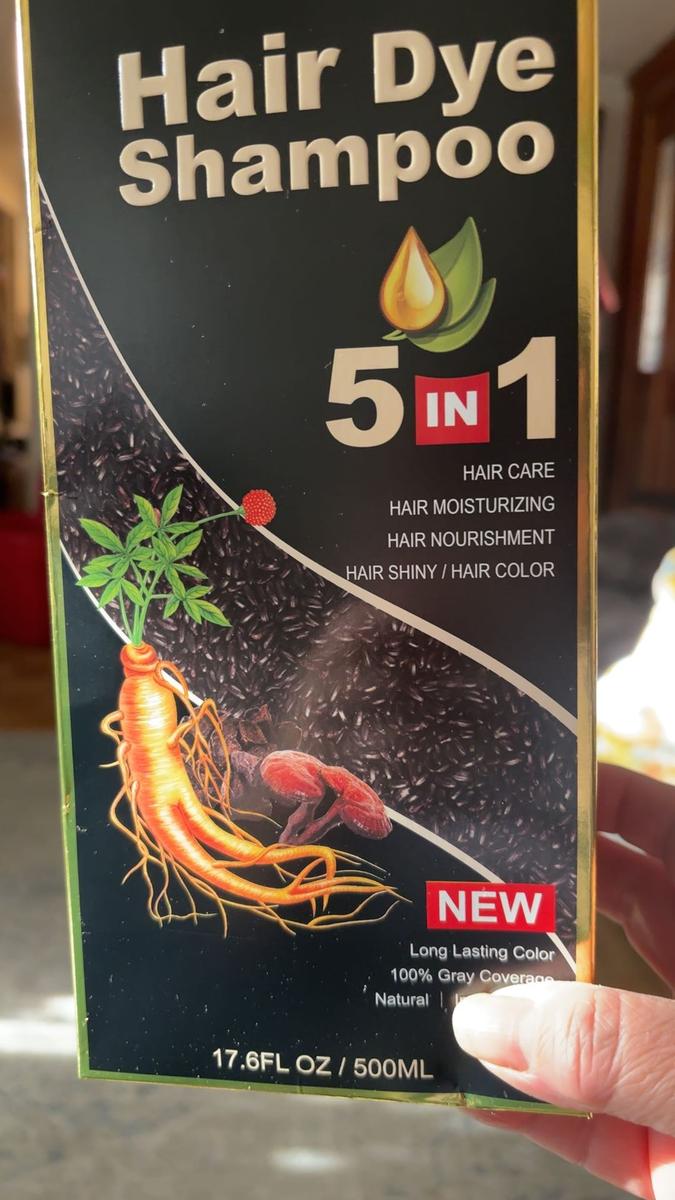 Hair Dye
Shampoo
5 IN 1
HAIR CARE
HAIR MOISTURIZING
HAIR NOURISHMENT
HAIR SHINY / HAIR COLOR
NEW
Long Lasting Color
100% Gray Coverage
Natural |
17.6FL OZ / 500ML